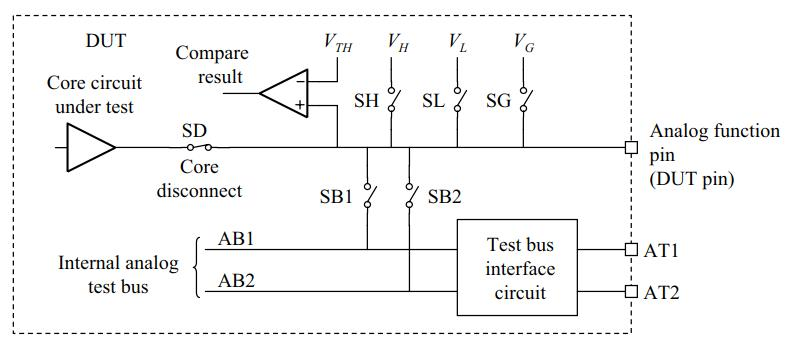 DUT
Compare
result
V_TH
V_H
V_L
V_G
Core circuit
under test
−
+
SH
SL
SG
SD
Core
disconnect
Analog function
pin
(DUT pin)
SB1
SB2
Internal analog
test bus
AB1
AB2
Test bus
interface
circuit
AT1
AT2